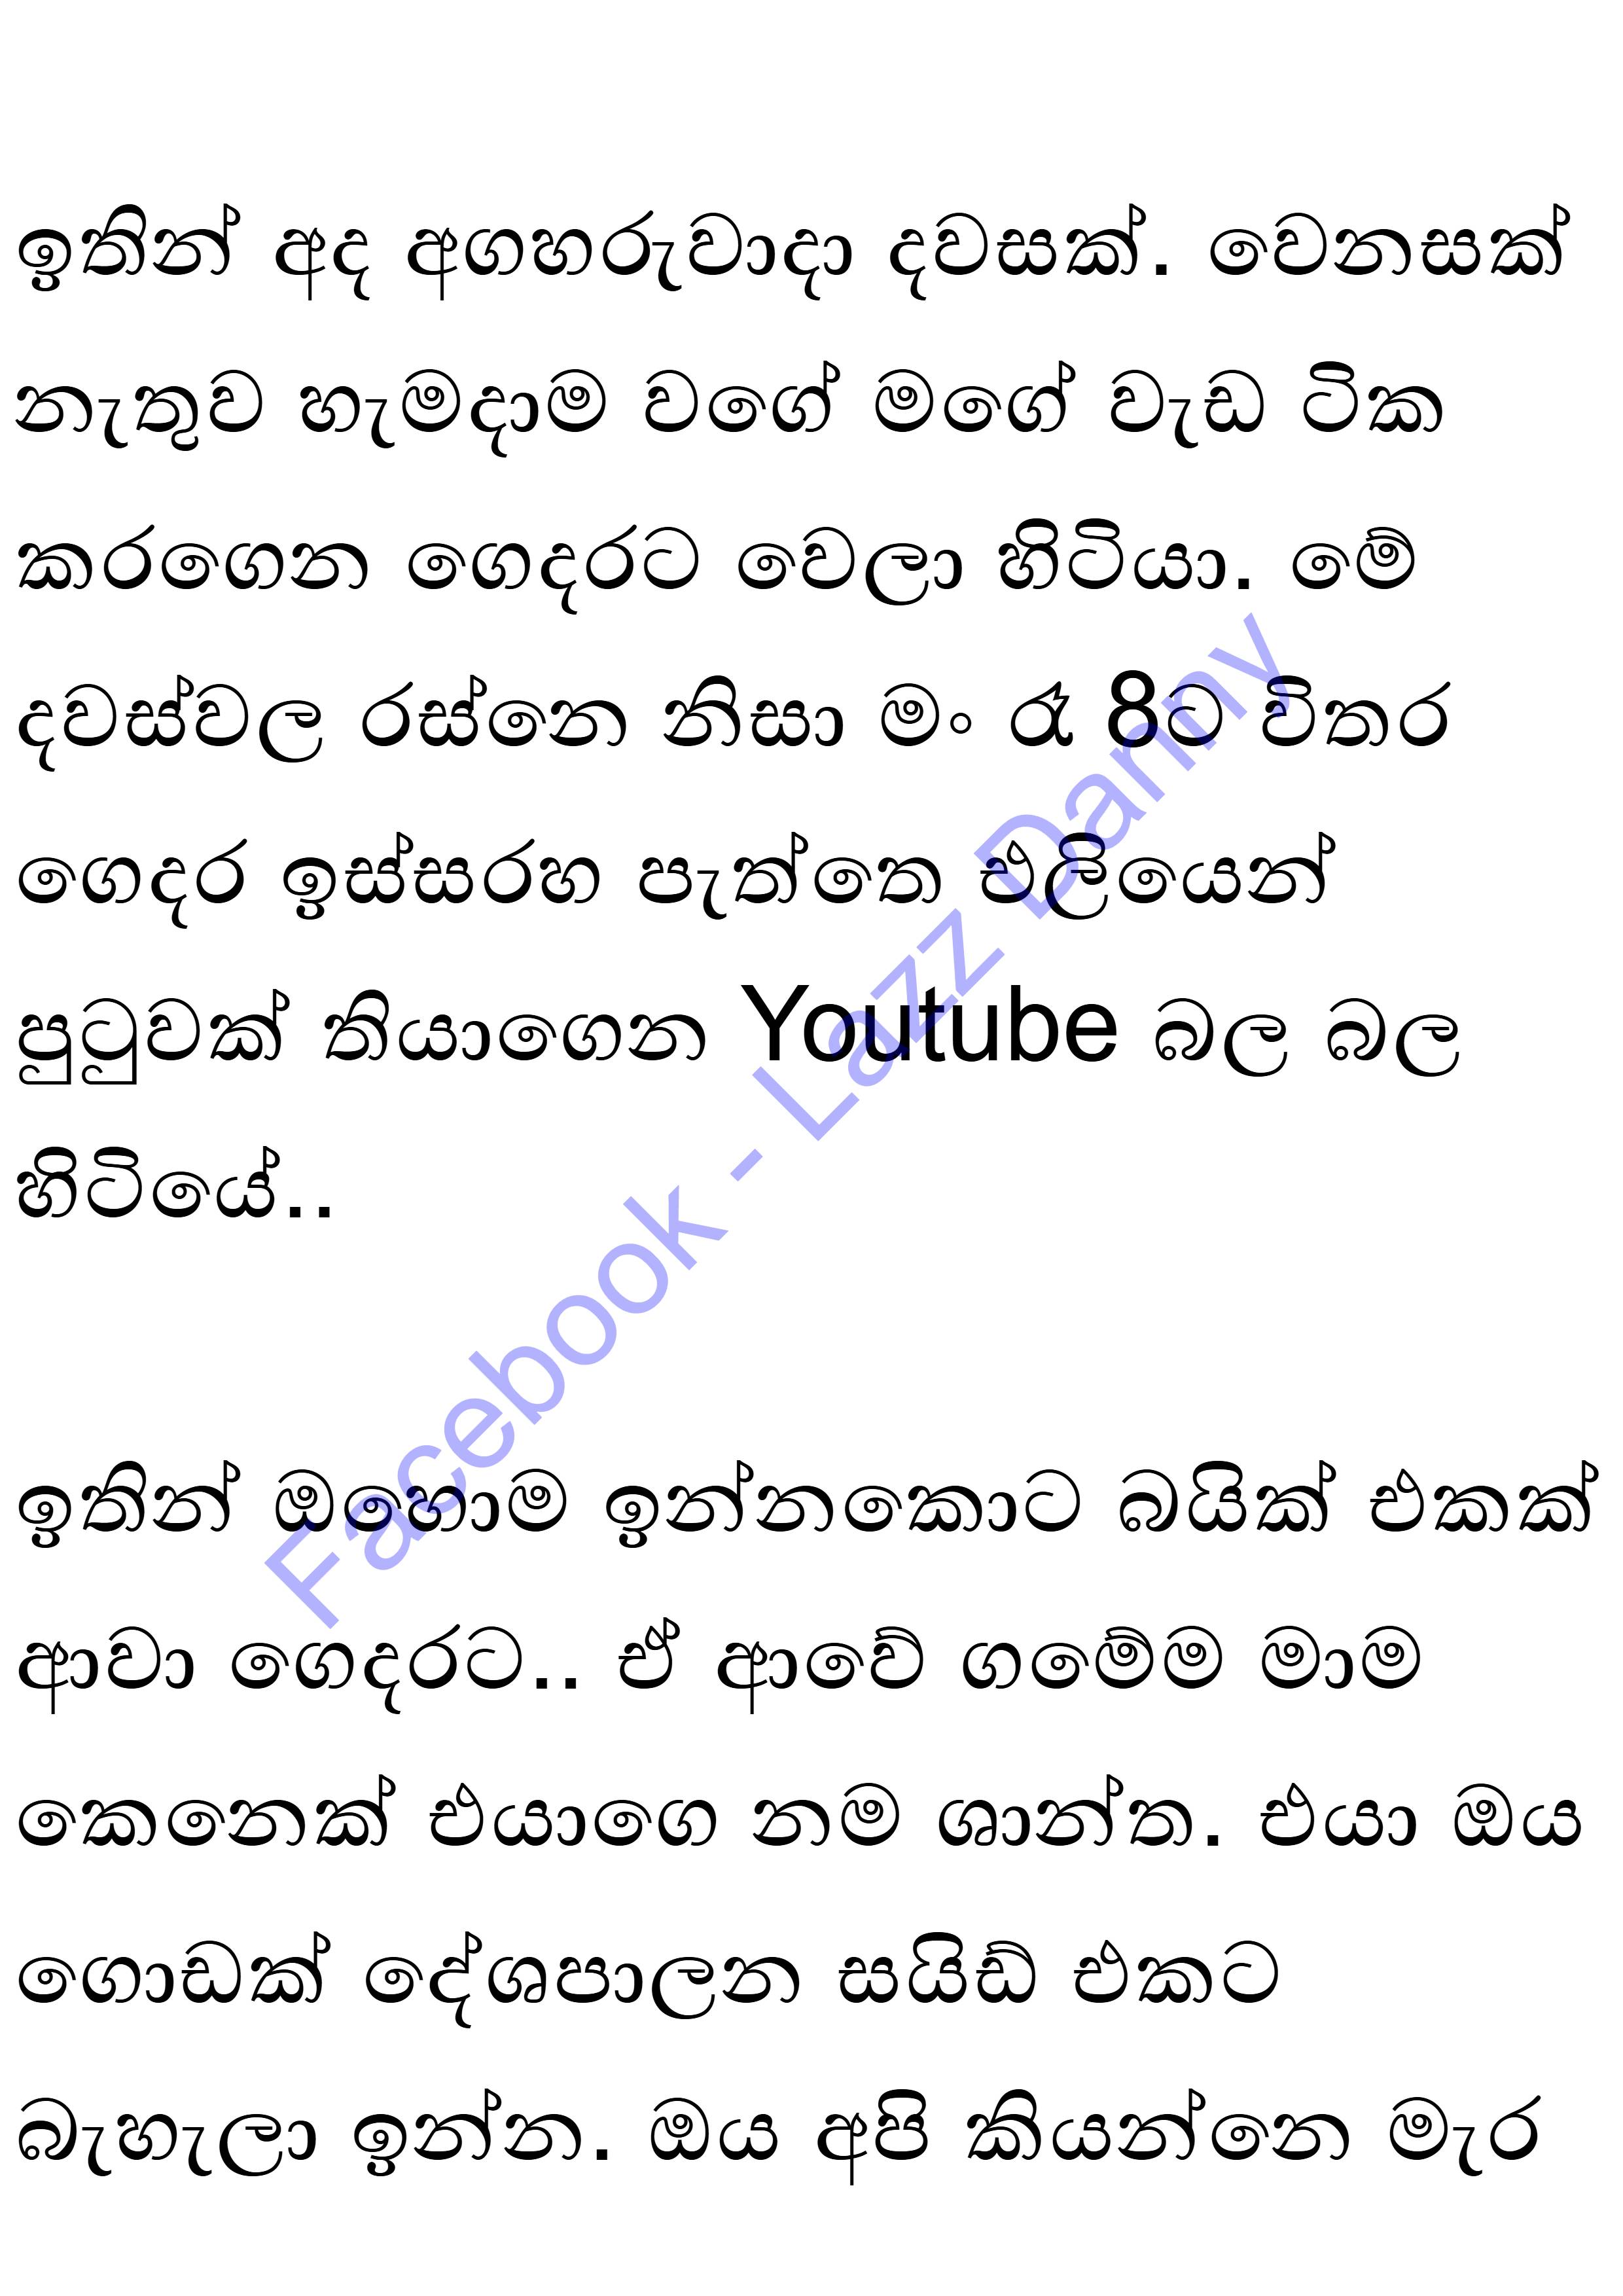 ඉතින් අද අගහරුවාදා දවසක්. වෙනසක්
නැතුව හැමදාම වගේ මගේ වැඩ ටික
කරගෙන ගෙදරට වෙලා හිටියා. මේ
දවස්වල රස්නෙ නිසා මං රෑ 8ට විතර
ගෙදර ඉස්සරහ පැත්තෙ එලියෙන්
පුටුවක් තියාගෙන Youtube බල බල
හිටියේ..
ඉතින් ඔහොම ඉන්නකොට බයික් එකක්
ආවා ගෙදරට.. ඒ ආවේ ගමේම මාම
කෙනෙක් එයාගෙ නම ශාන්ත. එයා ඔය
ගොඩක් දේශපාලන සයිඩ් එකට
බැහැලා ඉන්න. ඔය අපි කියන්නෙ මැර
Facebook - Lazz Danny